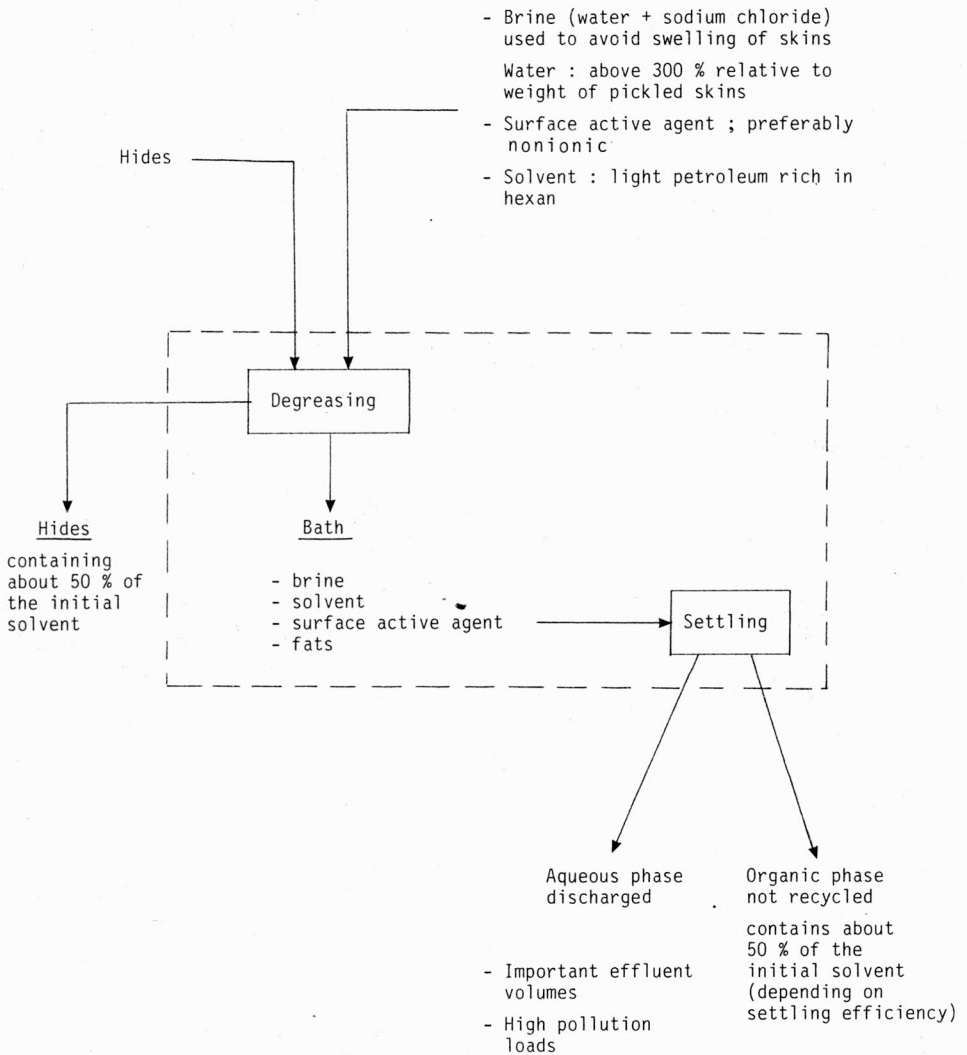 - Brine (water + sodium chloride)
used to avoid swelling of skins
Water : above 300 % relative to
weight of pickled skins
- Surface active agent ; preferably
nonionic
- Solvent : light petroleum rich in
hexan
Hides
Degreasing
Hides
containing
about 50 % of
the initial
solvent
Bath
- brine
- solvent
- surface active agent
- fats
Settling
Aqueous phase
discharged
- Important effluent
volumes
- High pollution
loads
Organic phase
not recycled
contains about
50 % of the
initial solvent
(depending on
settling efficiency)